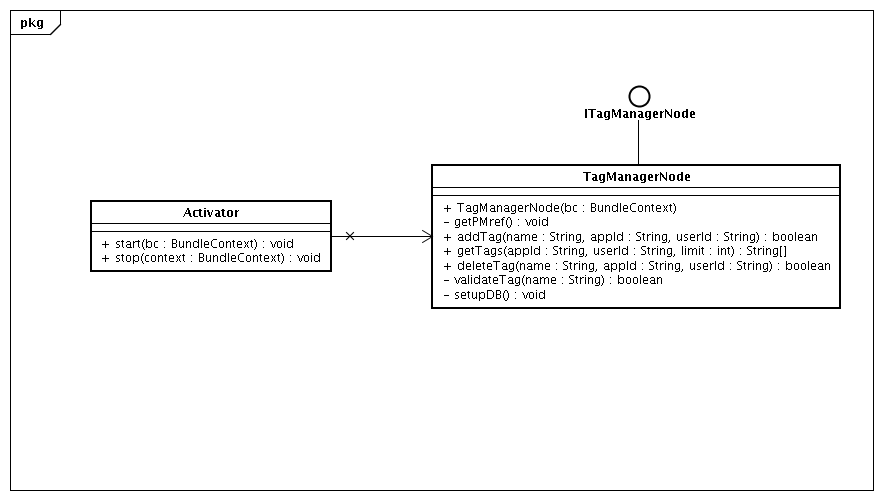 pkg
ITagManagerNode
TagManagerNode
+ TagManagerNode(bc : BundleContext)
- getPMref() : void
+ addTag(name : String, appId : String, userId : String) : boolean
+ getTags(appId : String, userId : String, limit : int) : String[]
+ deleteTag(name : String, appId : String, userId : String) : boolean
- validateTag(name : String) : boolean
- setupDB() : void
Activator
+ start(bc : BundleContext) : void
+ stop(context : BundleContext) : void